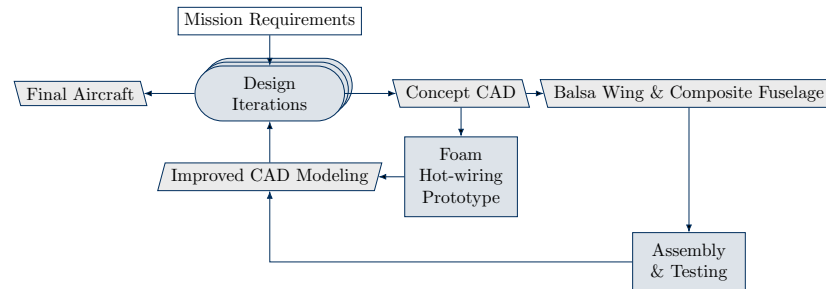 Mission Requirements
Final Aircraft
Design
Iterations
Concept CAD
Balsa Wing & Composite Fuselage
Improved CAD Modeling
Foam
Hot-wiring
Prototype
Assembly
& Testing